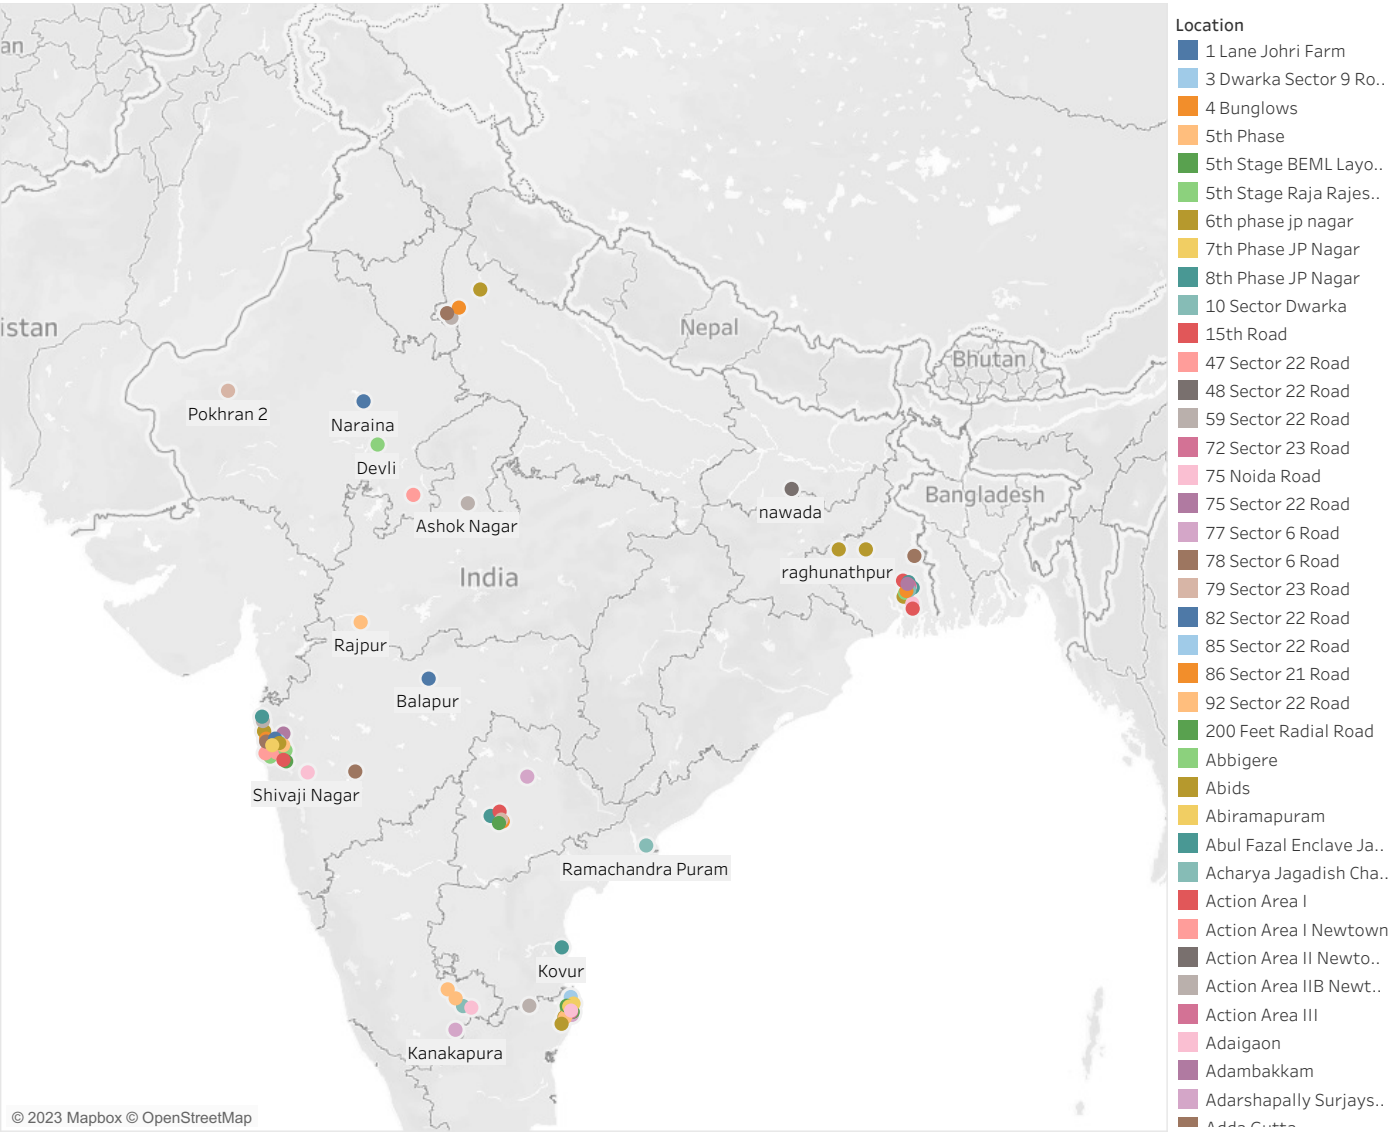 an
istan
Nepal
Bhutan
Pokhran 2
Naraina
Devli
Bangladesh
nawada
Ashok Nagar
raghunathpur
India
Rajpur
Balapur
Shivaji Nagar
Ramachandra Puram
Kovur
Kanakapura
© 2023 Mapbox © OpenStreetMap
Location
1 Lane Johri Farm
3 Dwarka Sector 9 Ro..
4 Bunglows
5th Phase
5th Stage BEML Layo..
5th Stage Raja Rajes..
6th phase jp nagar
7th Phase JP Nagar
8th Phase JP Nagar
10 Sector Dwarka
15th Road
47 Sector 22 Road
48 Sector 22 Road
59 Sector 22 Road
72 Sector 23 Road
75 Noida Road
75 Sector 22 Road
77 Sector 6 Road
78 Sector 6 Road
79 Sector 23 Road
82 Sector 22 Road
85 Sector 22 Road
86 Sector 21 Road
92 Sector 22 Road
200 Feet Radial Road
Abbigere
Abids
Abiramapuram
Abul Fazal Enclave Ja..
Acharya Jagadish Cha..
Action Area I
Action Area I Newtown
Action Area II Newto..
Action Area IIB Newt..
Action Area III
Adaigaon
Adambakkam
Adarshapally Surjays..